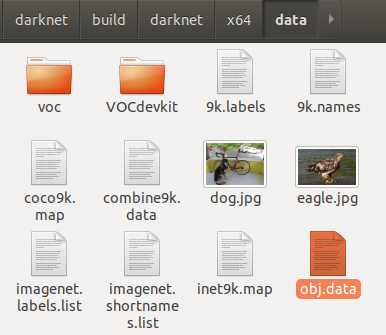 darknet build darknet x64 data
voc VOCdevkit 9k.labels 9k.names
coco9k.
map
combine9k.
data
dog.jpg eagle.jpg
imagenet.
labels.list
imagenet.
shortname
s.list
inet9k.map obj.data